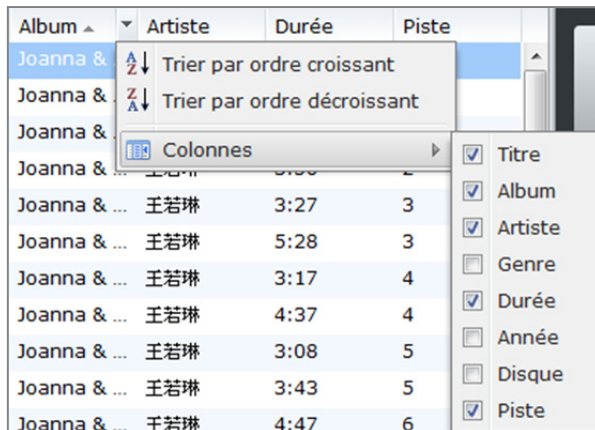 Album Artiste Durée Piste
Joanna &
Trier par ordre croissant
Joanna &
Trier par ordre décroissant
Joanna &
Colonnes
Titre
Joanna &
Album
Joanna & ... 王若琳 3:27 3
Artiste
Joanna & ... 王若琳 5:28 3
Genre
Joanna & ... 王若琳 3:17 4
Durée
Joanna & ... 王若琳 4:37 4
Année
Joanna & ... 王若琳 3:08 5
Disque
Joanna & ... 王若琳 3:43 5
Piste
Joanna & ... 王若琳 4:47 6